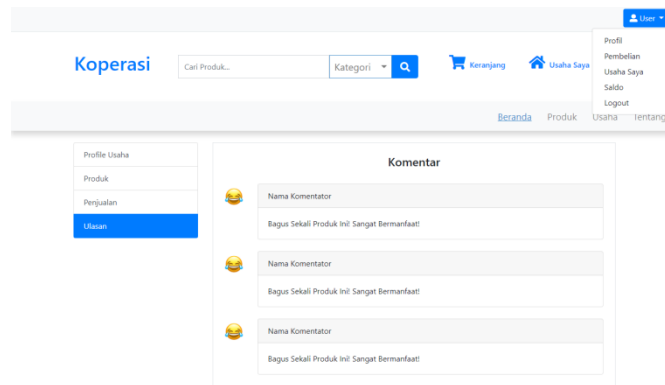 User
Profil
Pembelian
Usaha Saya
Saldo
Logout
Koperasi
Cari Produk...
Kategori
Keranjang
Usaha Saya
Beranda Produk Usaha Tentang
Profile Usaha
Produk
Penjualan
Ulasan
Komentar
Nama Komentator
Bagus Sekali Produk Ini! Sangat Bermanfaat!
Nama Komentator
Bagus Sekali Produk Ini! Sangat Bermanfaat!
Nama Komentator
Bagus Sekali Produk Ini! Sangat Bermanfaat!